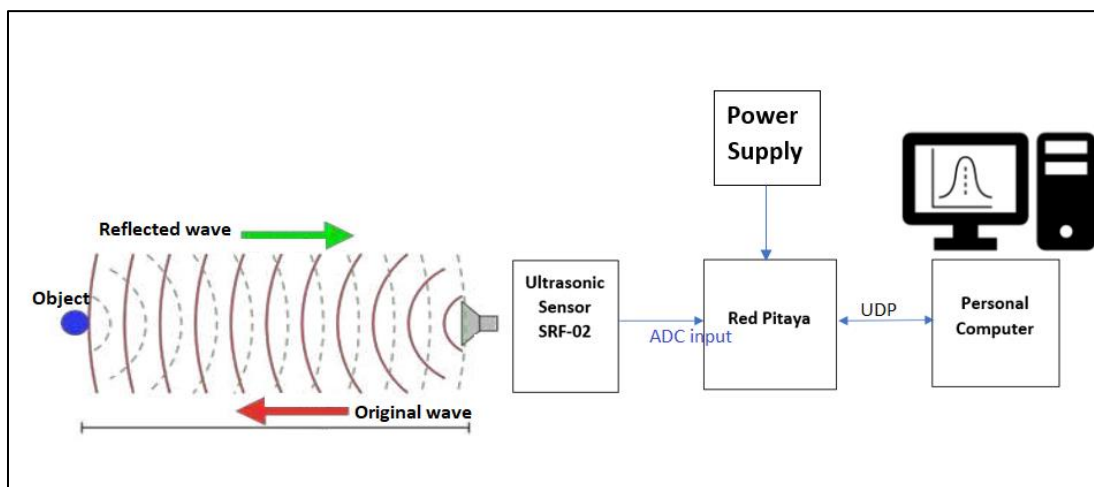 Power
Supply
Reflected wave
Object
Original wave
Ultrasonic
Sensor
SRF-02
ADC input
Red Pitaya
UDP
Personal
Computer